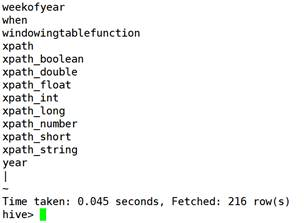 weekofyear
when
windowingtablefunction
xpath
xpath_boolean
xpath_double
xpath_float
xpath_int
xpath_long
xpath_number
xpath_short
xpath_string
year
|
~
Time taken: 0.045 seconds, Fetched: 216 row(s)
hive>